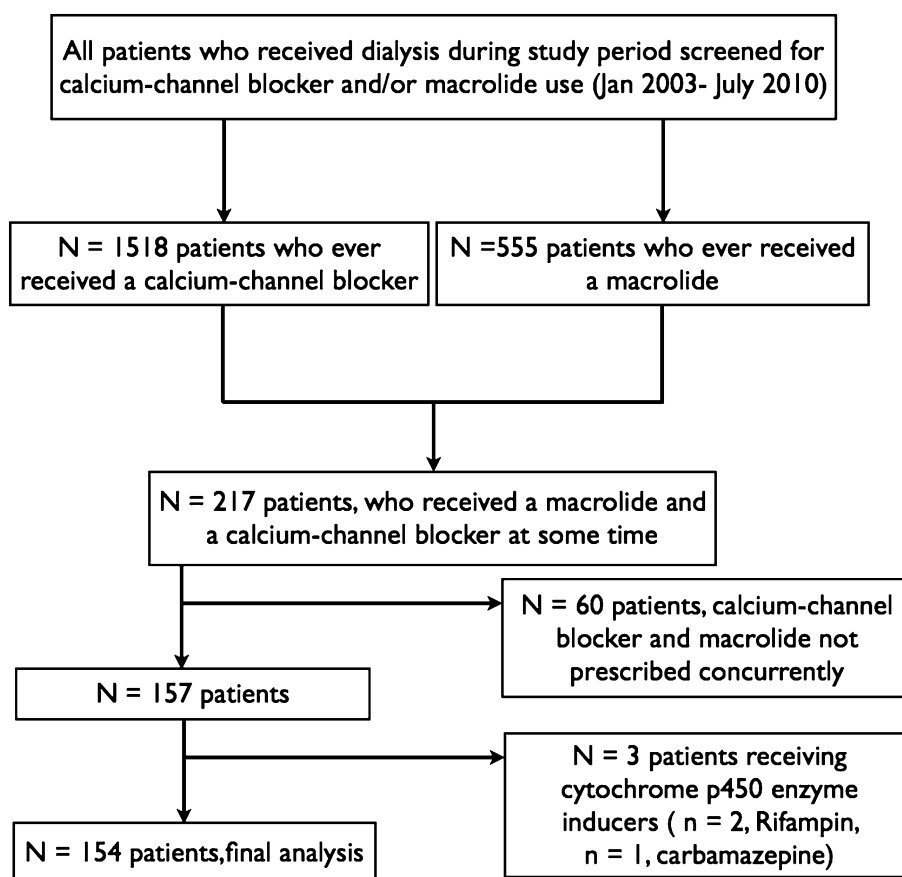 All patients who received dialysis during study period screened for
calcium-channel blocker and/or macrolide use (Jan 2003- July 2010)
N = 1518 patients who ever
received a calcium-channel blocker
N =555 patients who ever received
a macrolide
N = 217 patients, who received a macrolide and
a calcium-channel blocker at some time
N = 60 patients, calcium-channel
blocker and macrolide not
prescribed concurrently
N = 157 patients
N = 3 patients receiving
cytochrome p450 enzyme
inducers ( n = 2, Rifampin,
n = 1, carbamazepine)
N = 154 patients,final analysis